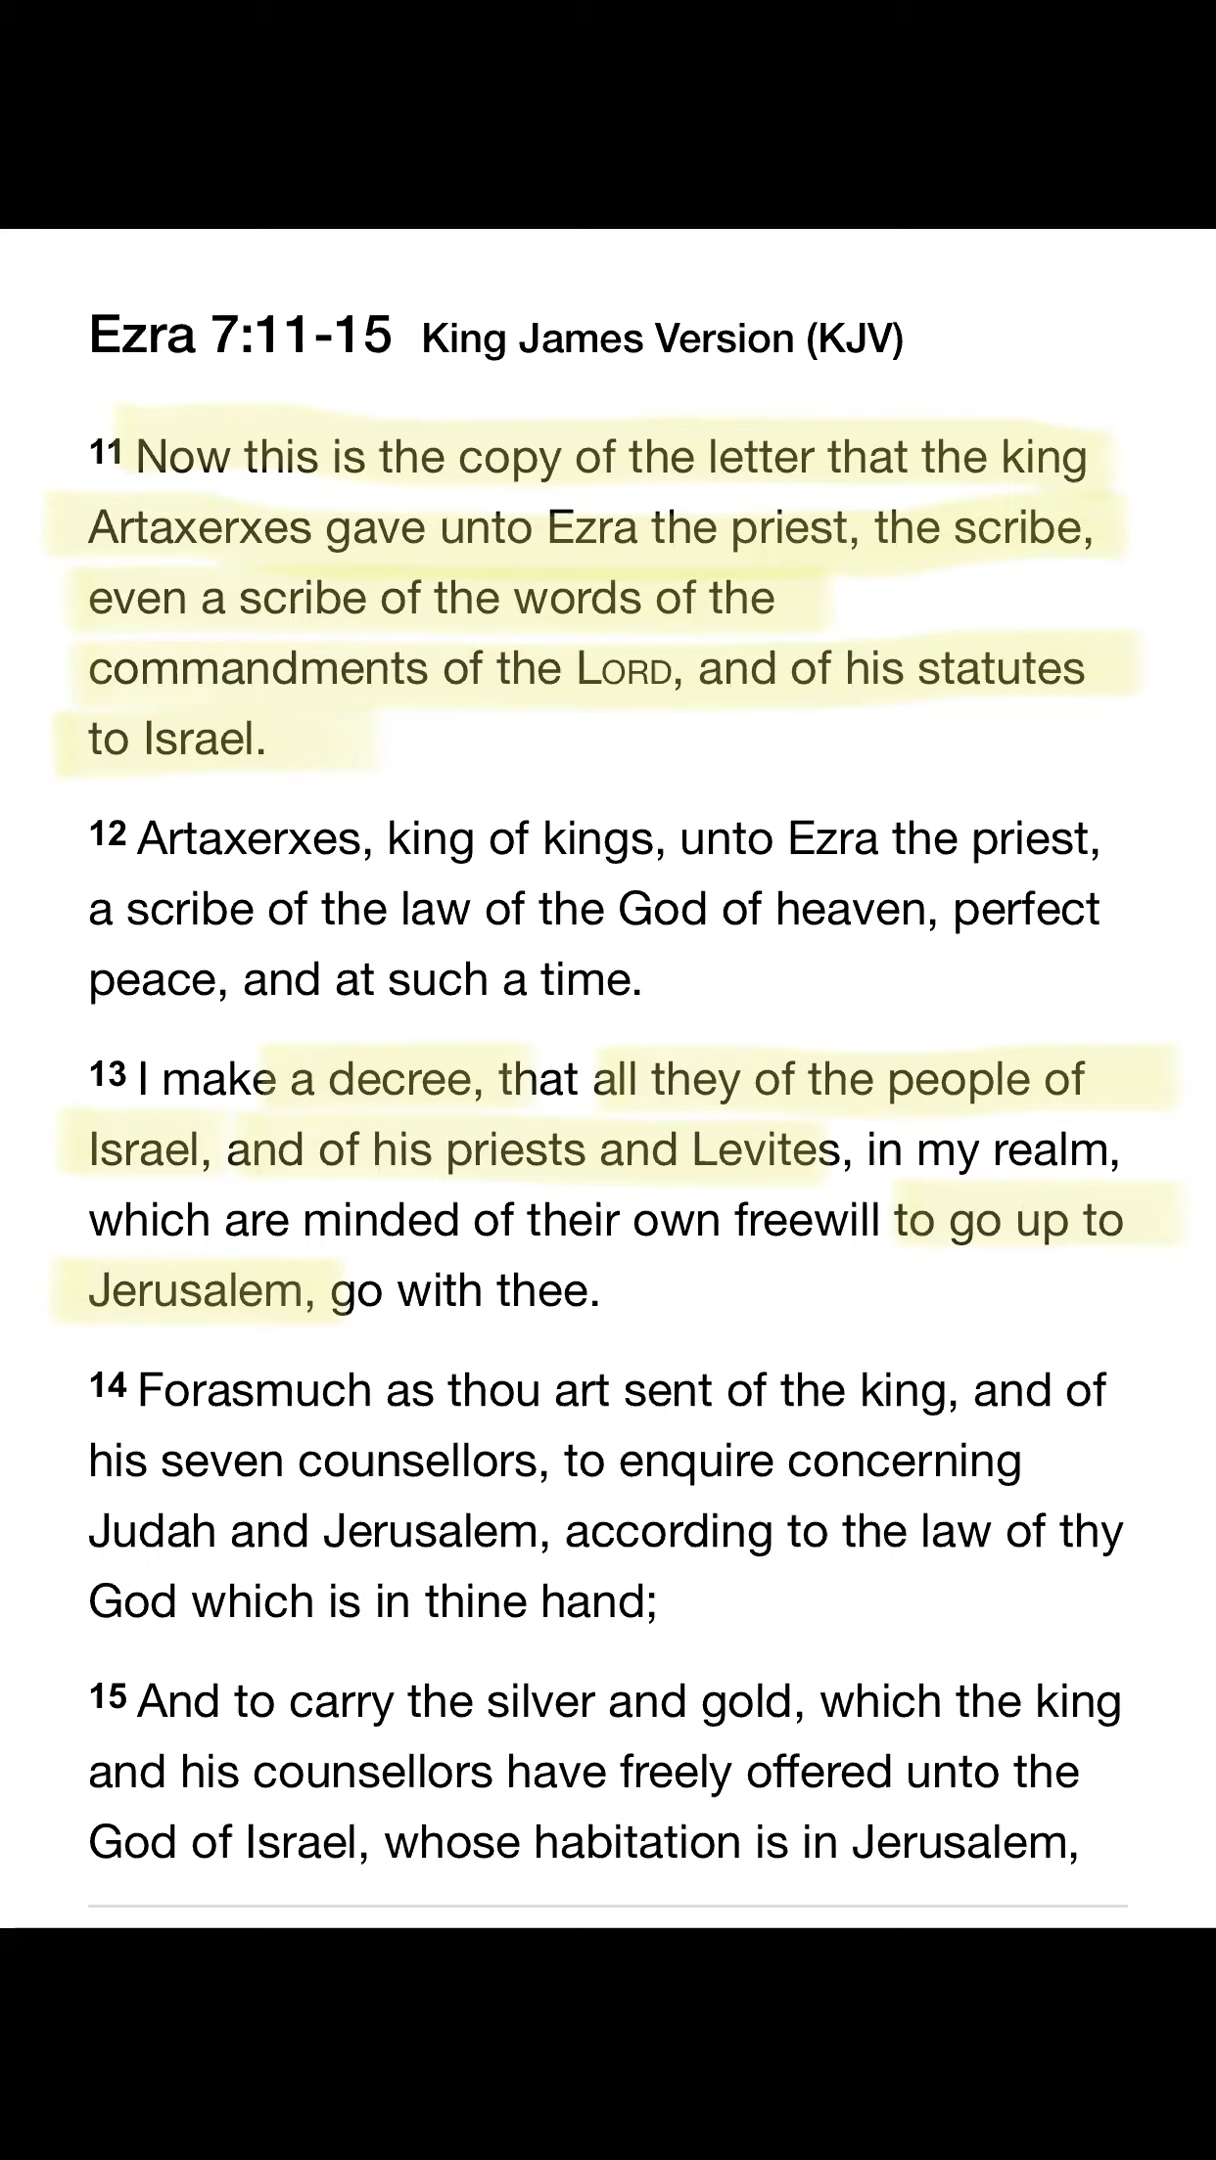 Ezra 7:11-15 King James Version (KJV)
11 Now this is the copy of the letter that the king
Artaxerxes gave unto Ezra the priest, the scribe,
even a scribe of the words of the
commandments of the LORD, and of his statutes
to Israel.
12 Artaxerxes, king of kings, unto Ezra the priest,
a scribe of the law of the God of heaven, perfect
peace, and at such a time.
13 I make a decree, that all they of the people of
Israel, and of his priests and Levites, in my realm,
which are minded of their own freewill to go up to
Jerusalem, go with thee.
14 Forasmuch as thou art sent of the king, and of
his seven counsellors, to enquire concerning
Judah and Jerusalem, according to the law of thy
God which is in thine hand;
15 And to carry the silver and gold, which the king
and his counsellors have freely offered unto the
God of Israel, whose habitation is in Jerusalem,